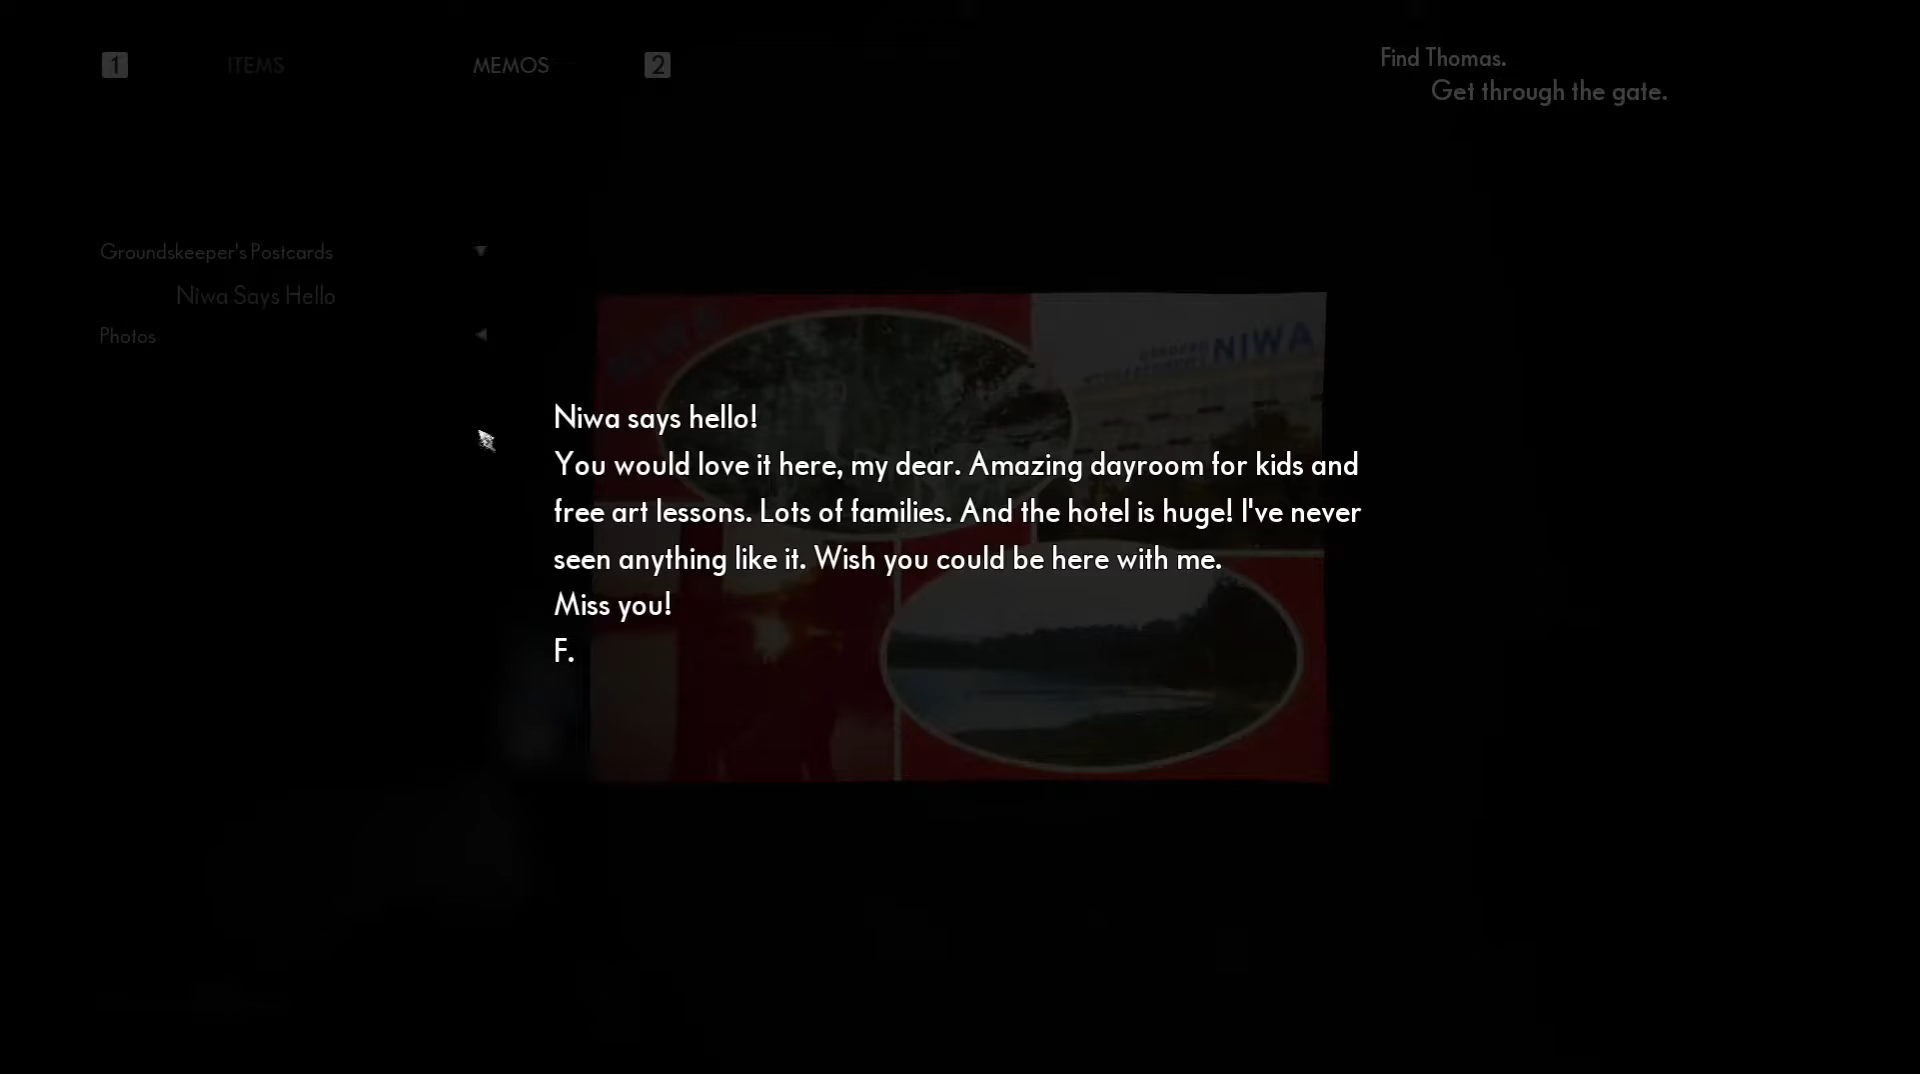 1 ITEMS MEMOS 2
Find Thomas.
Get through the gate.
Groundskeeper's Postcards
Niwa Says Hello
Photos
NIWA
Niwa says hello!
You would love it here, my dear. Amazing dayroom for kids and
free art lessons. Lots of families. And the hotel is huge! I've never
seen anything like it. Wish you could be here with me.
Miss you!
F.